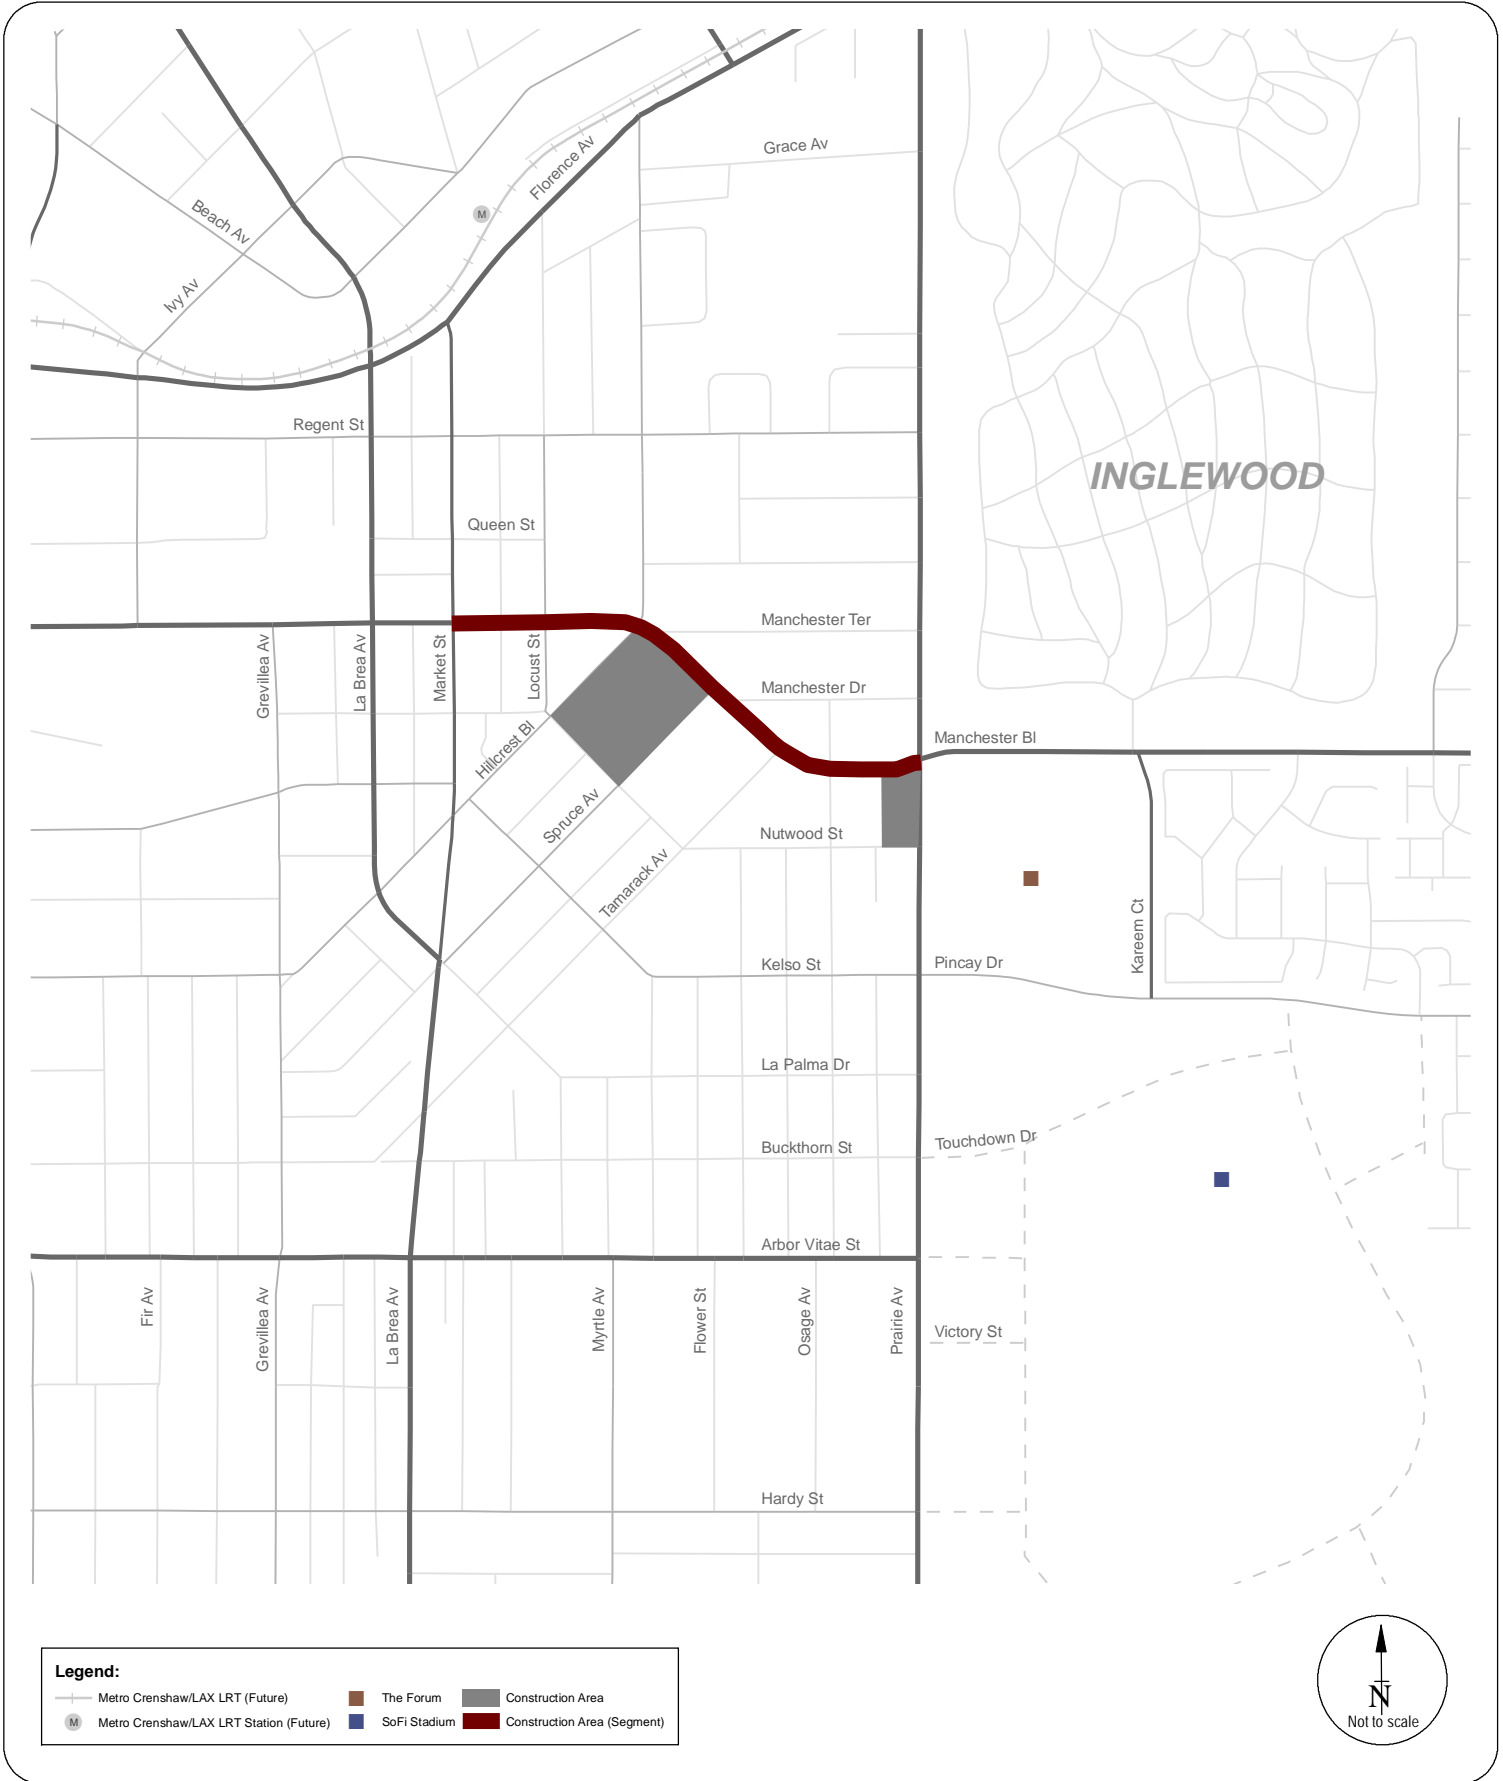 Grace Av
Florence Av
M
Beach Av
Ivy Av
Regent St
INGLEWOOD
Queen St
Manchester Ter
Grevillea Av
La Brea Av
Market St
Locust St
Manchester Dr
Manchester Bl
Hillcrest Bl
Spruce Av
Nutwood St
Tamarack Av
Kareem Ct
Kelso St
Pincay Dr
La Palma Dr
Touchdown Dr
Buckthorn St
Arbor Vitae St
Fir Av
Grevillea Av
La Brea Av
Myrtle Av
Flower St
Osage Av
Prairie Av
Victory St
Hardy St
Legend:
Metro Crenshaw/LAX LRT (Future)
The Forum
Construction Area
M
Metro Crenshaw/LAX LRT Station (Future)
SoFi Stadium
Construction Area (Segment)
N
Not to scale